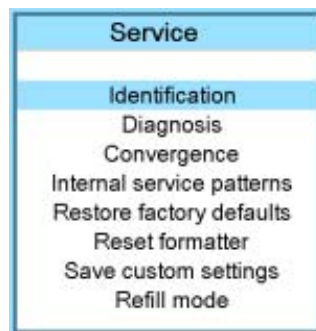 Service
Identification
Diagnosis
Convergence
Internal service patterns
Restore factory defaults
Reset formatter
Save custom settings
Refill mode